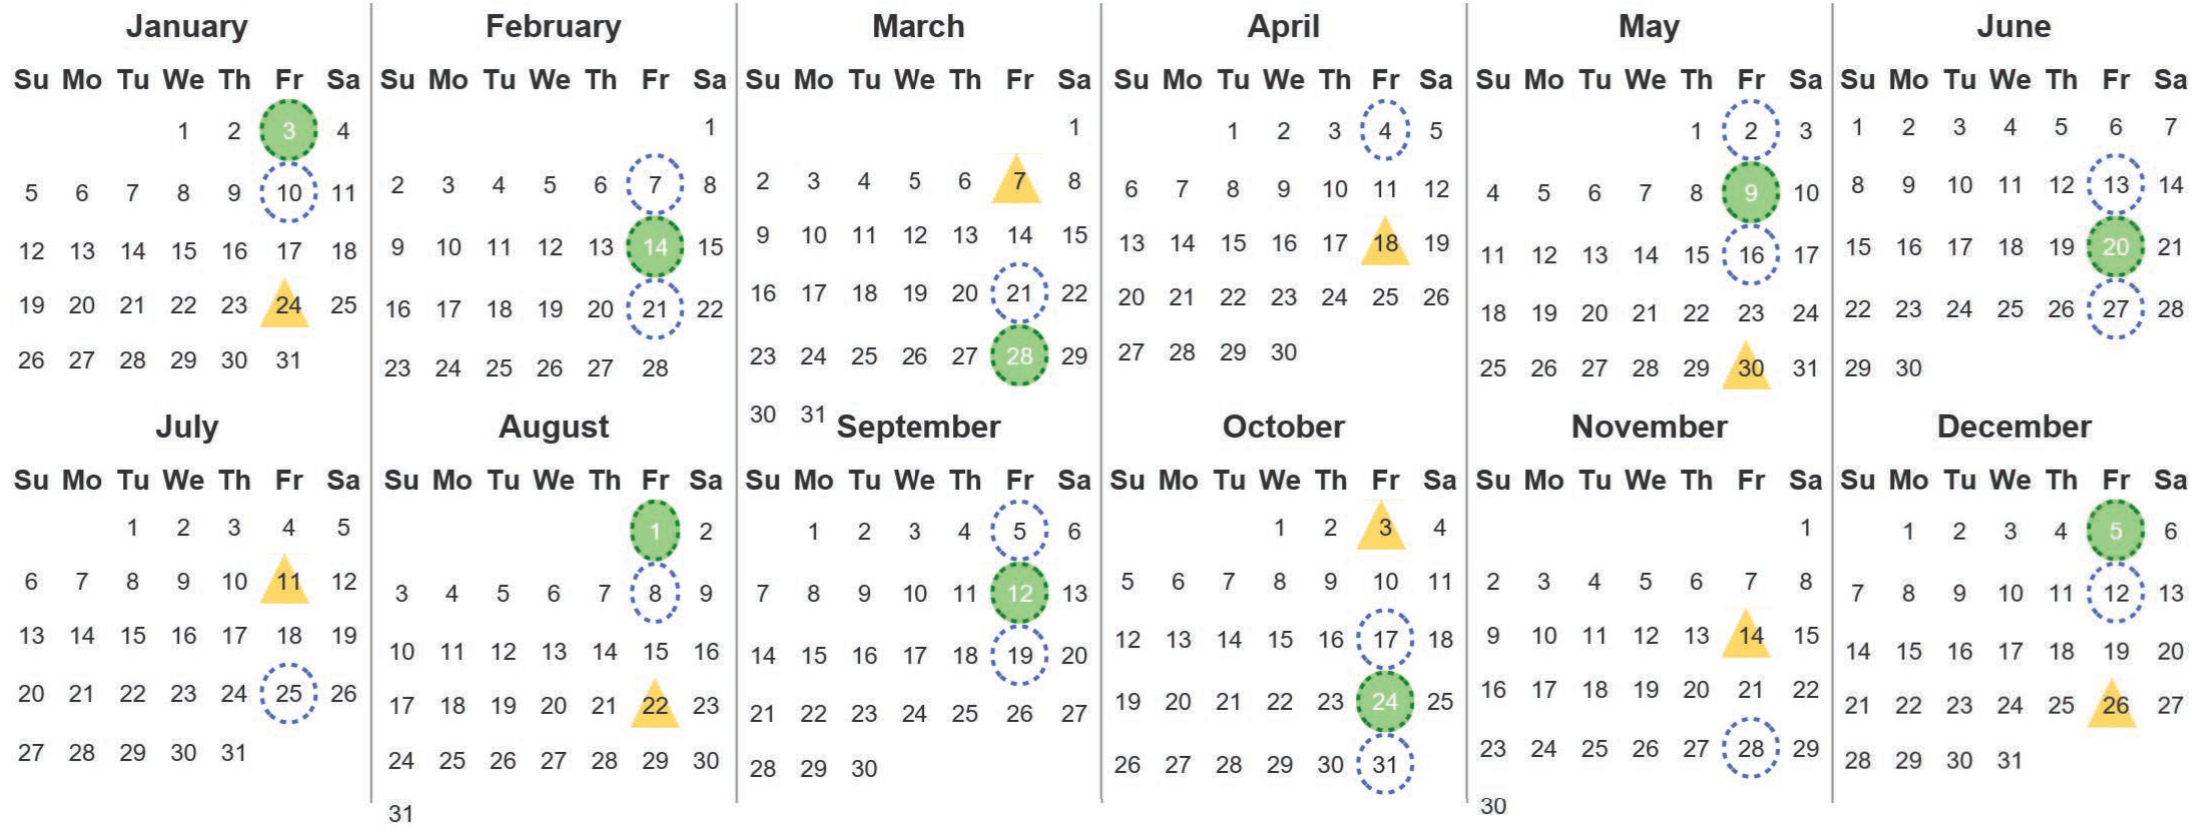 January
Su Mo Tu We Th Fr Sa
1 2 3 4
5 6 7 8 9 10 11
12 13 14 15 16 17 18
19 20 21 22 23 24 25
26 27 28 29 30 31
February
Su Mo Tu We Th Fr Sa
1
2 3 4 5 6 7 8
9 10 11 12 13 14 15
16 17 18 19 20 21 22
23 24 25 26 27 28
March
Su Mo Tu We Th Fr Sa
1
2 3 4 5 6 7 8
9 10 11 12 13 14 15
16 17 18 19 20 21 22
23 24 25 26 27 28 29
30 31
April
Su Mo Tu We Th Fr Sa
1 2 3 4 5
6 7 8 9 10 11 12
13 14 15 16 17 18 19
20 21 22 23 24 25 26
27 28 29 30
May
Su Mo Tu We Th Fr Sa
1 2 3
4 5 6 7 8 9 10
11 12 13 14 15 16 17
18 19 20 21 22 23 24
25 26 27 28 29 30 31
June
Su Mo Tu We Th Fr Sa
1 2 3 4 5 6 7
8 9 10 11 12 13 14
15 16 17 18 19 20 21
22 23 24 25 26 27 28
29 30
July
Su Mo Tu We Th Fr Sa
1 2 3 4 5
6 7 8 9 10 11 12
13 14 15 16 17 18 19
20 21 22 23 24 25 26
27 28 29 30 31
August
Su Mo Tu We Th Fr Sa
1 2
3 4 5 6 7 8 9
10 11 12 13 14 15 16
17 18 19 20 21 22 23
24 25 26 27 28 29 30
31
September
Su Mo Tu We Th Fr Sa
1 2 3 4 5 6
7 8 9 10 11 12 13
14 15 16 17 18 19 20
21 22 23 24 25 26 27
28 29 30
October
Su Mo Tu We Th Fr Sa
1 2 3 4
5 6 7 8 9 10 11
12 13 14 15 16 17 18
19 20 21 22 23 24 25
26 27 28 29 30 31
November
Su Mo Tu We Th Fr Sa
1
2 3 4 5 6 7 8
9 10 11 12 13 14 15
16 17 18 19 20 21 22
23 24 25 26 27 28 29
30
December
Su Mo Tu We Th Fr Sa
1 2 3 4 5 6
7 8 9 10 11 12 13
14 15 16 17 18 19 20
21 22 23 24 25 26 27
28 29 30 31